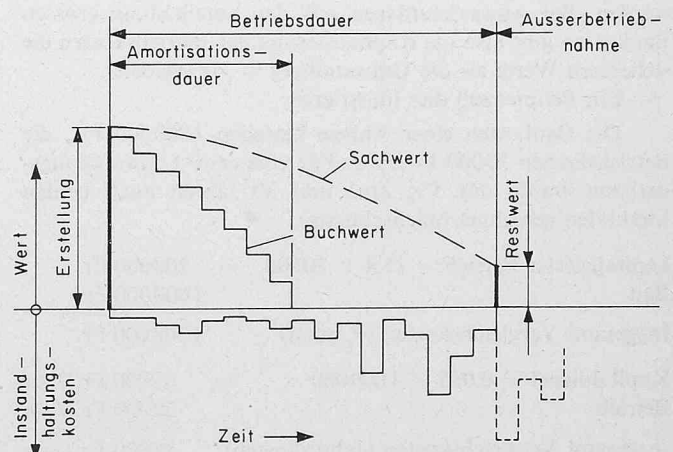 Betriebsdauer
Ausserbetrieb-
nahme
Amortisations-
dauer
Sachwert
Buchwert
Restwert
Erstellung
Wert
Instand-
haltungs-
kosten
Zeit